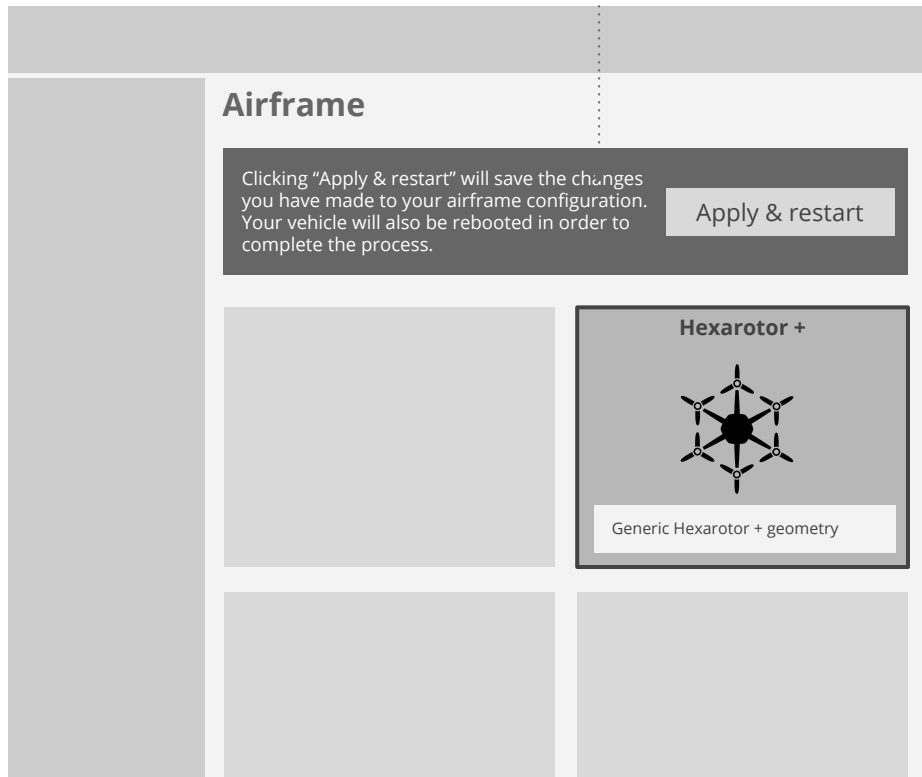 Airframe
Clicking “Apply & restart” will save the changes
you have made to your airframe configuration.
Your vehicle will also be rebooted in order to
complete the process.
Apply & restart
Hexarotor +
Generic Hexarotor + geometry